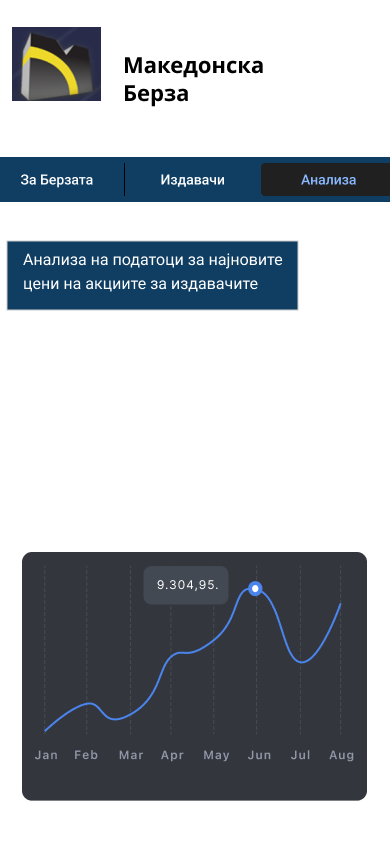 Македонска
Берза
За Берзата
Издавачи
Анализа
Анализа на податоци за најновите
цени на акциите за издавачите
9.304,95.
Jan Feb Mar Apr May Jun Jul Aug